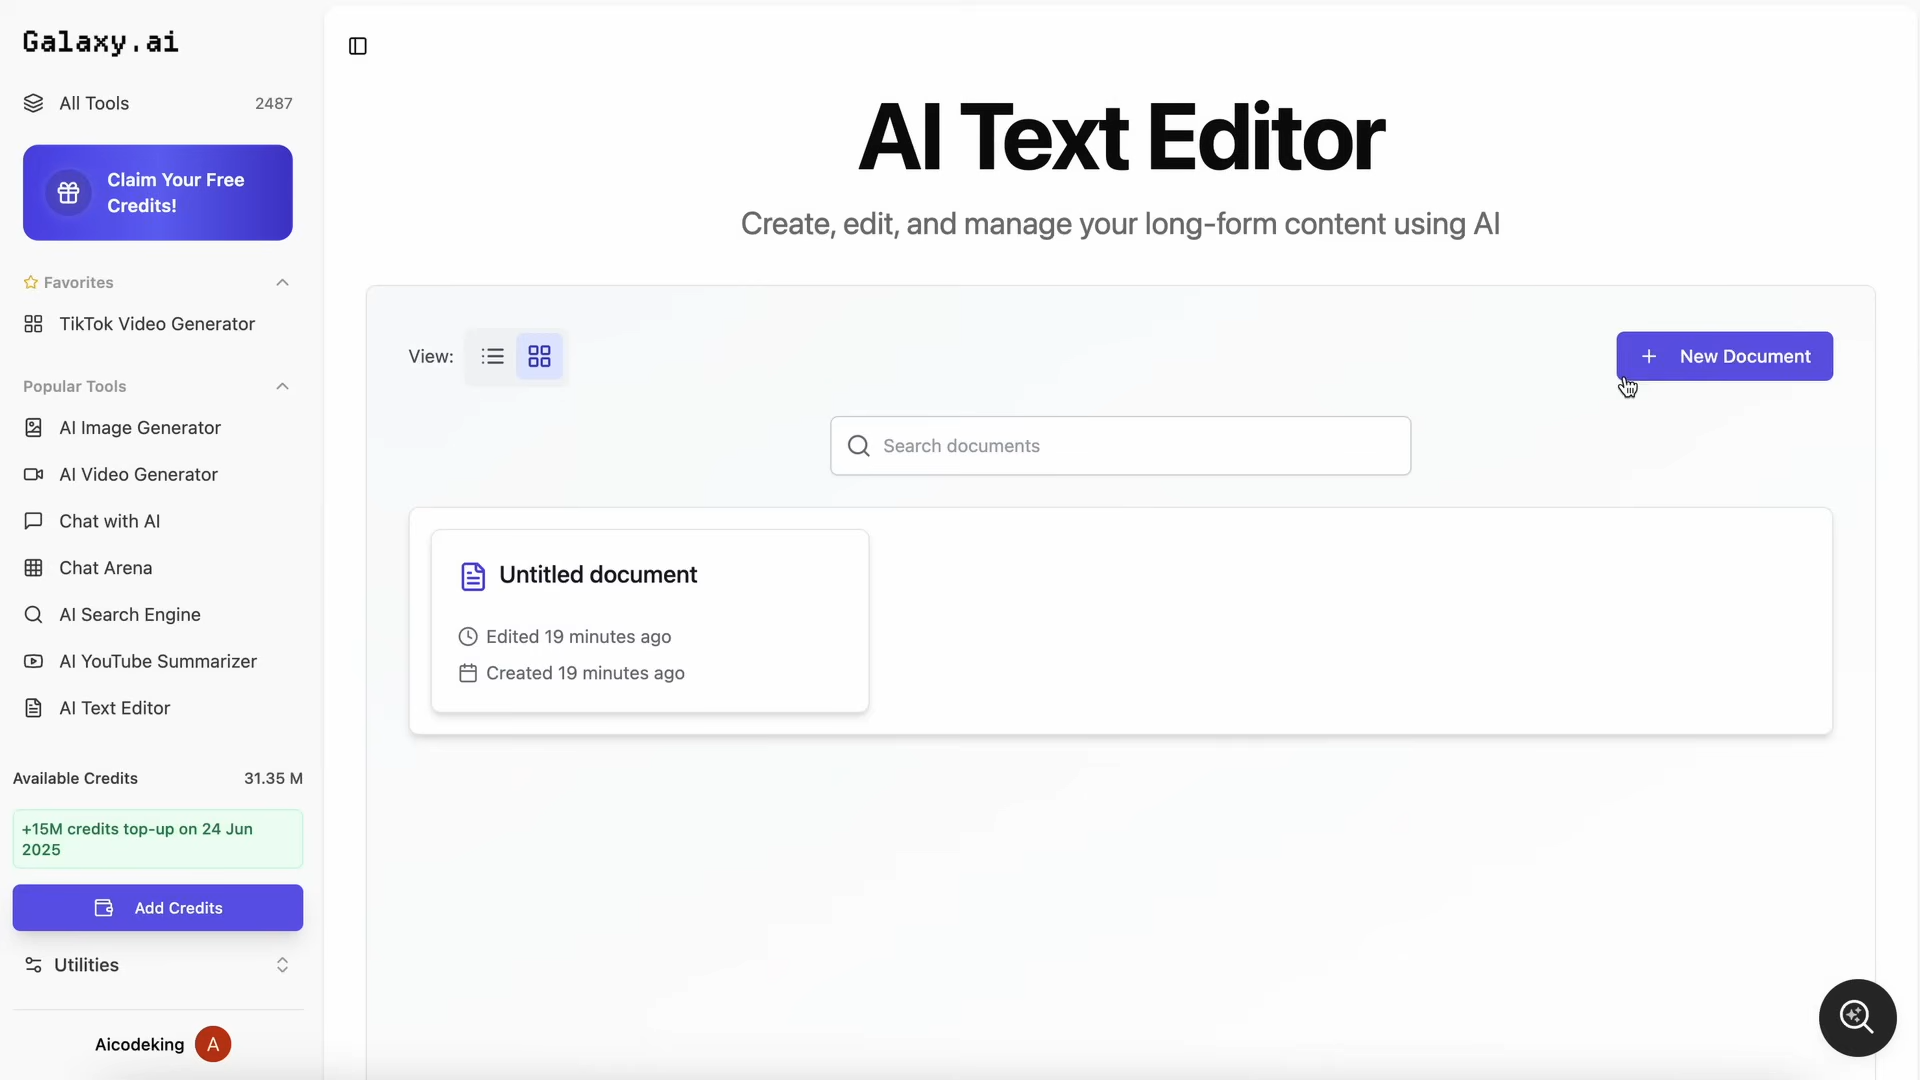 Galaxy.ai
All Tools 2487
Claim Your Free
Credits!
Favorites
TikTok Video Generator
Popular Tools
AI Image Generator
AI Video Generator
Chat with AI
Chat Arena
AI Search Engine
AI YouTube Summarizer
AI Text Editor
Available Credits 31.35 M
+15M credits top-up on 24 Jun
2025
Add Credits
Utilities
Aicodeking A
AI Text Editor
Create, edit, and manage your long-form content using AI
View:
New Document
Search documents
Untitled document
Edited 19 minutes ago
Created 19 minutes ago